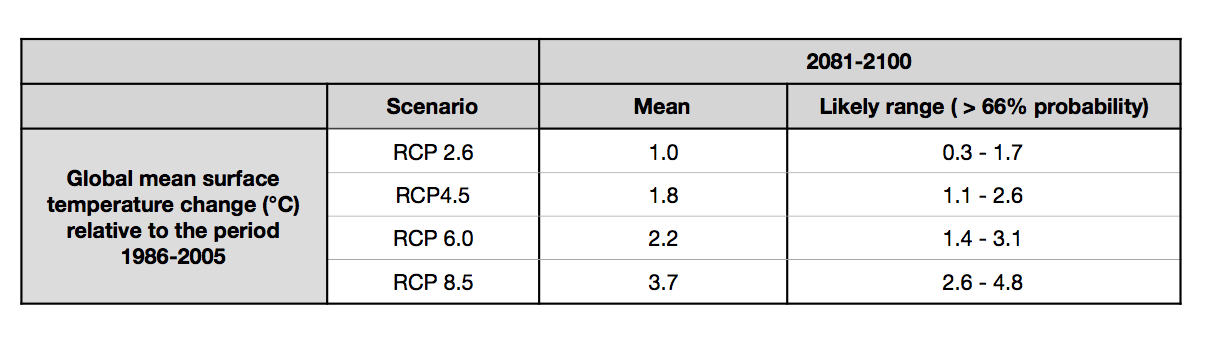 2081-2100
Scenario Mean Likely range ( > 66% probability)
Global mean surface
temperature change (°C)
relative to the period
1986-2005
RCP 2.6 1.0 0.3 - 1.7
RCP4.5 1.8 1.1 - 2.6
RCP 6.0 2.2 1.4 - 3.1
RCP 8.5 3.7 2.6 - 4.8